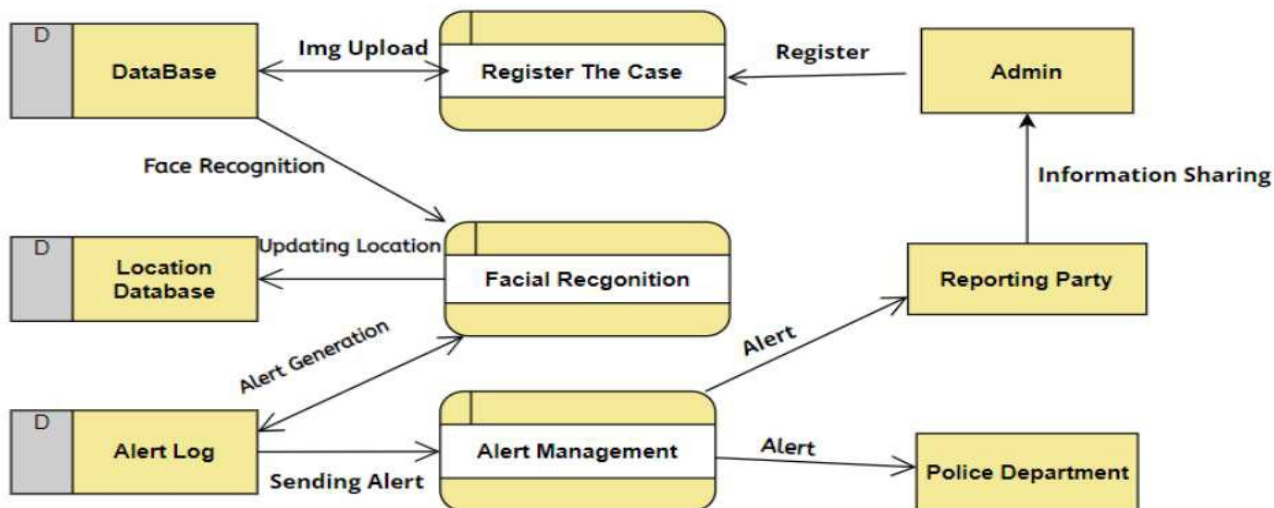 D
DataBase
Img Upload
Register The Case
Register
Admin
Face Recognition
Information Sharing
D
Location
Database
Updating Location
Facial Recgonition
Reporting Party
Alert Generation
Alert
D
Alert Log
Sending Alert
Alert Management
Alert
Police Department